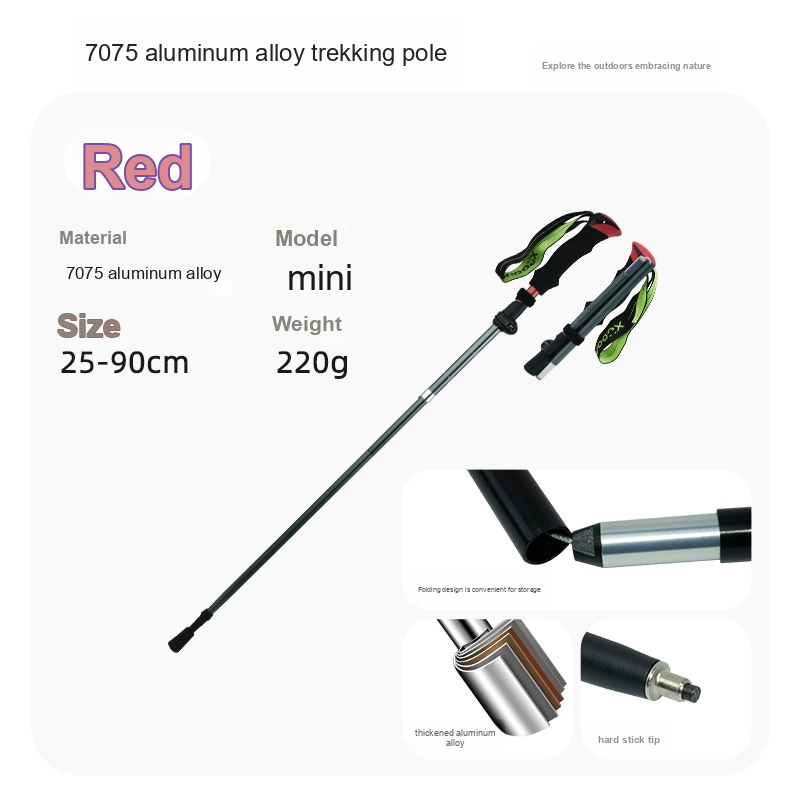 7075 aluminum alloy trekking pole
Explore the outdoors embracing nature
Red
Material
Model
7075 aluminum alloy
mini
Size
Weight
25-90cm
220g
Folding design is convenient for storage
thickened aluminum
alloy
hard stick tip